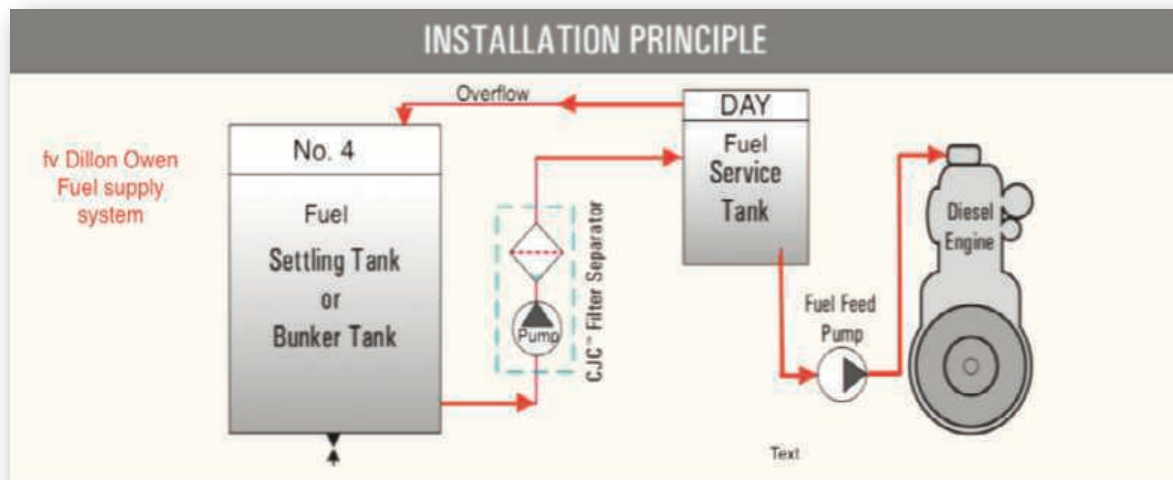 INSTALLATION PRINCIPLE
fv Dillon Owen
Fuel supply
system
Overflow
No. 4
Fuel
Settling Tank
or
Bunker Tank
Pump
CJC™ Filter Separator
DAY
Fuel
Service
Tank
Fuel Feed
Pump
Diesel
Engine
Text